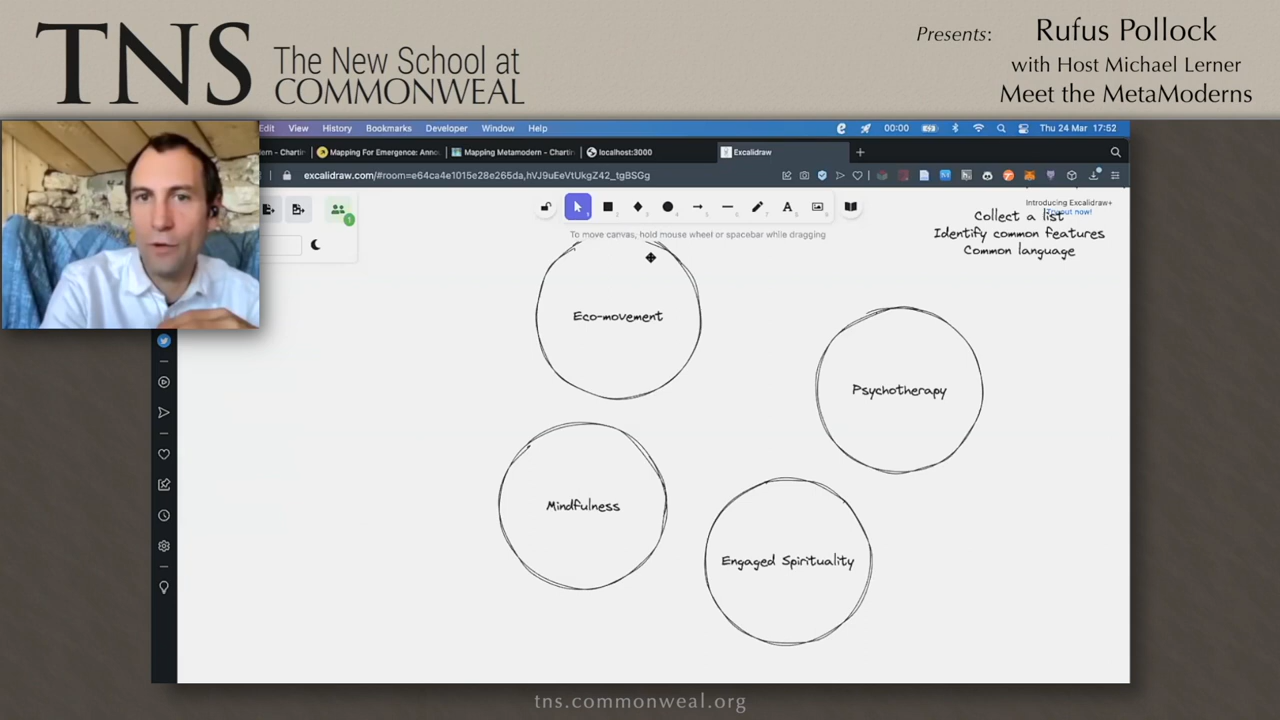 TNS
The New School at
COMMONWEAL
Presents: Rufus Pollock
with Host Michael Lerner
Meet the MetaModerns
Edit View History Bookmarks Developer Window Help 00:00 Thu 24 Mar 17:52
Mapping For Emergence: Anno Mapping Metamodern - Chartin localhost:3000 Excalidraw
excalidraw.com/#room=e64ca4e1015e28e265da,hVJ9uEeVtUkgZ42_tgBSGg
To move canvas, hold mouse wheel or spacebar while dragging
Introducing Excalidraw+
Collect a list
Identify common features
Common language
1
Eco-movement
Psychotherapy
Mindfulness
Engaged Spirituality
tns.commonweal.org